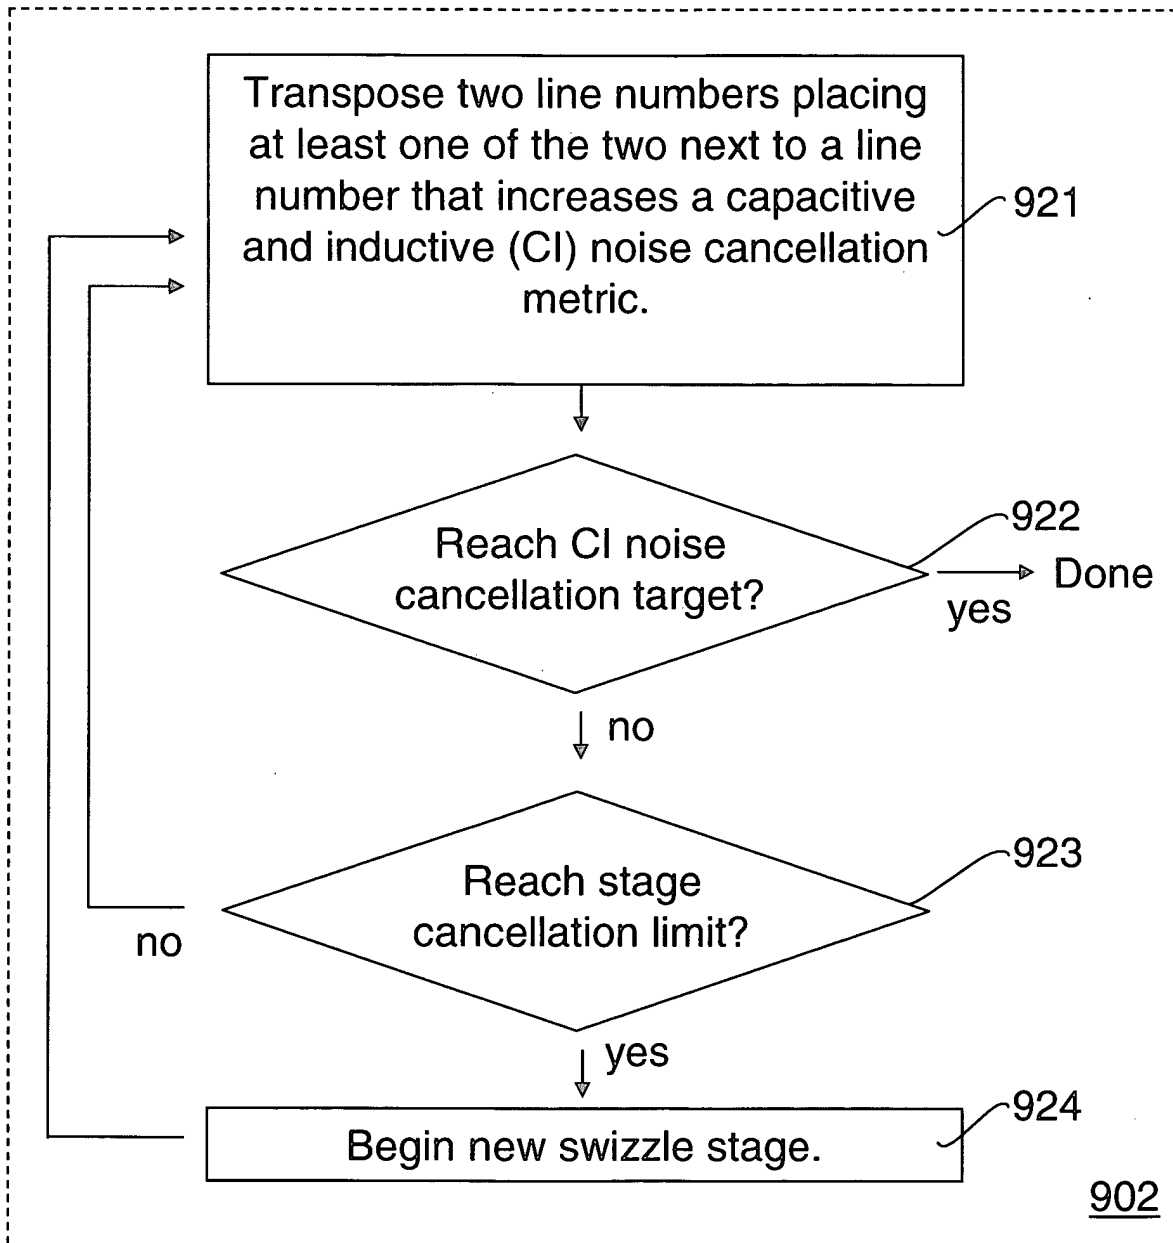 Transpose two line numbers placing
at least one of the two next to a line
number that increases a capacitive
and inductive (CI) noise cancellation
metric.
921
Reach CI noise
cancellation target?
922
Done
yes
no
Reach stage
cancellation limit?
923
no
yes
Begin new swizzle stage.
924
902